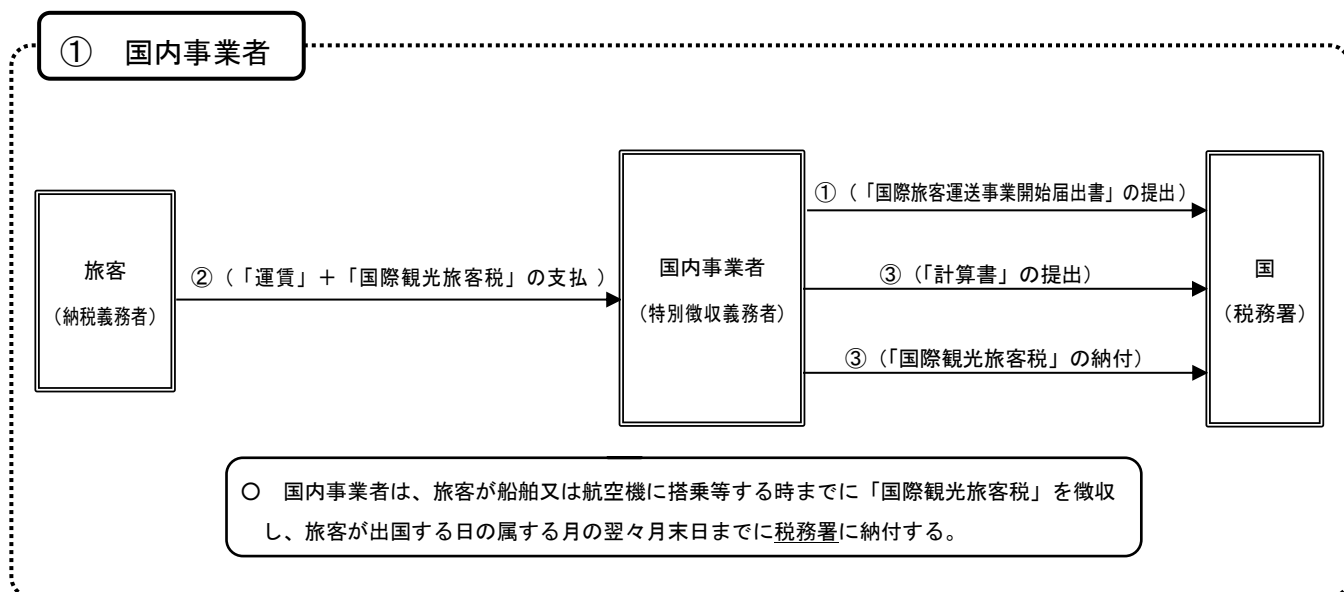 ① 国内事業者
①(「国際旅客運送事業開始届出書」の提出)
旅客
(納税義務者)
②(「運賃」+「国際観光旅客税」の支払)
国内事業者
(特別徴収義務者)
③(「計算書」の提出)
国
(税務署)
③(「国際観光旅客税」の納付)
○ 国内事業者は、旅客が船舶又は航空機に搭乗等する時までに「国際観光旅客税」を徴収
し、旅客が出国する日の属する月の翌々月末日までに税務署に納付する。